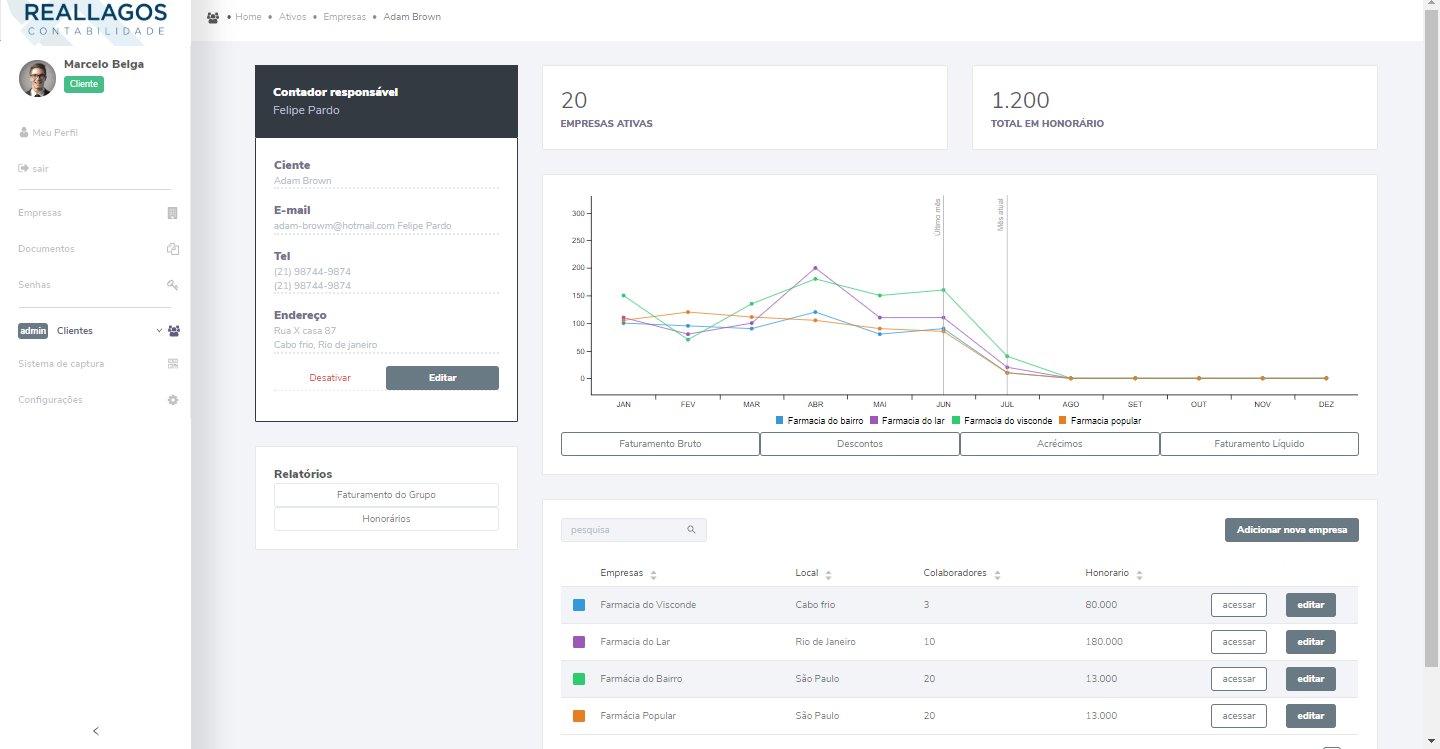 REALLAGOS
CONTABILIDADE
Marcelo Belga
Cliente
Meu Perfil
sair
Empresas
Documentos
Senhas
admin Clientes
Sistema de captura
Configurações
• Home • Ativos • Empresas • Adam Brown
Contador responsável
Felipe Pardo
Ciente
Adam Brown
E-mail
adam-browm@hotmail.com Felipe Pardo
Tel
(21) 98744-9874
(21) 98744-9874
Endereço
Rua X casa 87
Cabo frio, Rio de janeiro
Desativar Editar
Relatórios
Faturamento do Grupo
Honorários
20
EMPRESAS ATIVAS
1.200
TOTAL EM HONORÁRIO
Último mês
Mês atual
300
250
200
150
100
50
0
JAN FEV MAR ABR MAI JUN JUL AGO SET OUT NOV DEZ
Farmacia do bairro Farmacia do lar Farmacia do visconde Farmacia popular
Faturamento Bruto Descontos Acrécimos Faturamento Líquido
pesquisa
Adicionar nova empresa
Empresas Local Colaboradores Honorario
Farmacia do Visconde Cabo frio 3 80.000 acessar editar
Farmacia do Lar Rio de Janeiro 10 180.000 acessar editar
Farmácia do Bairro São Paulo 20 13.000 acessar editar
Farmácia Popular São Paulo 20 13.000 acessar editar